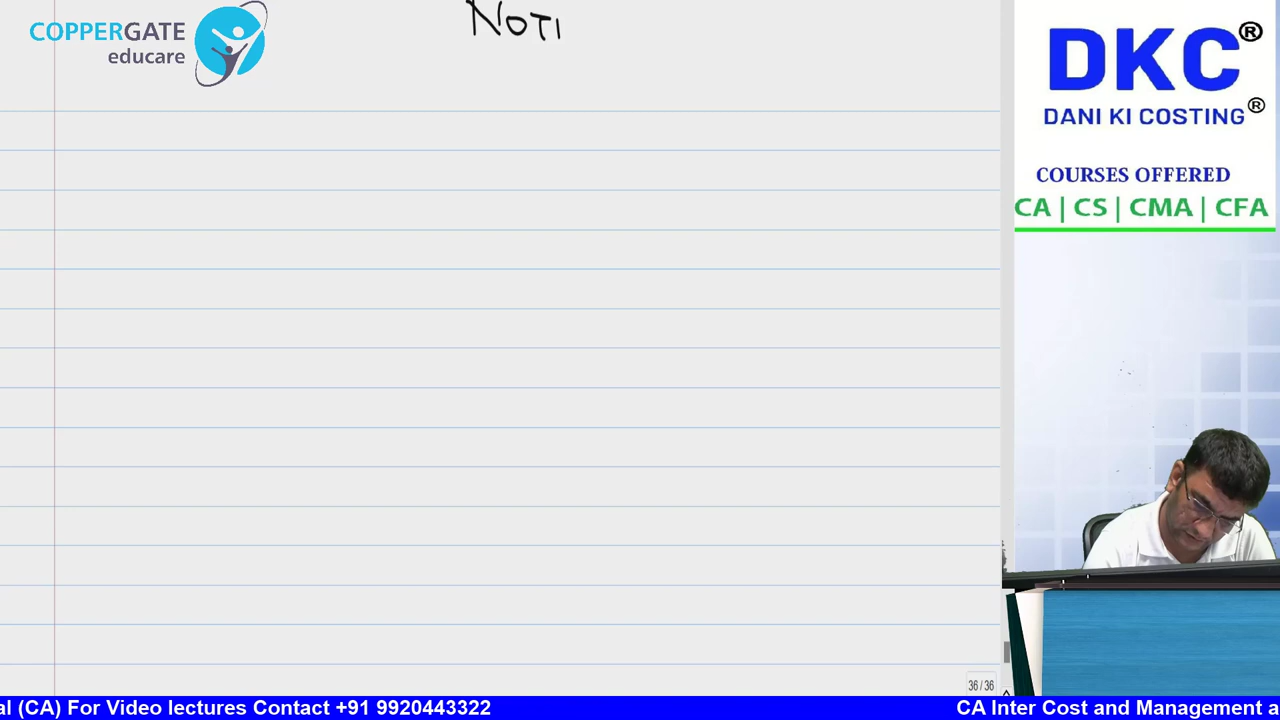 COPPERGATE
educare
NOTI
DKC®
DANI KI COSTING®
COURSES OFFERED
CA | CS | CMA | CFA
36 / 36
al (CA) For Video lectures Contact +91 9920443322
CA Inter Cost and Management a